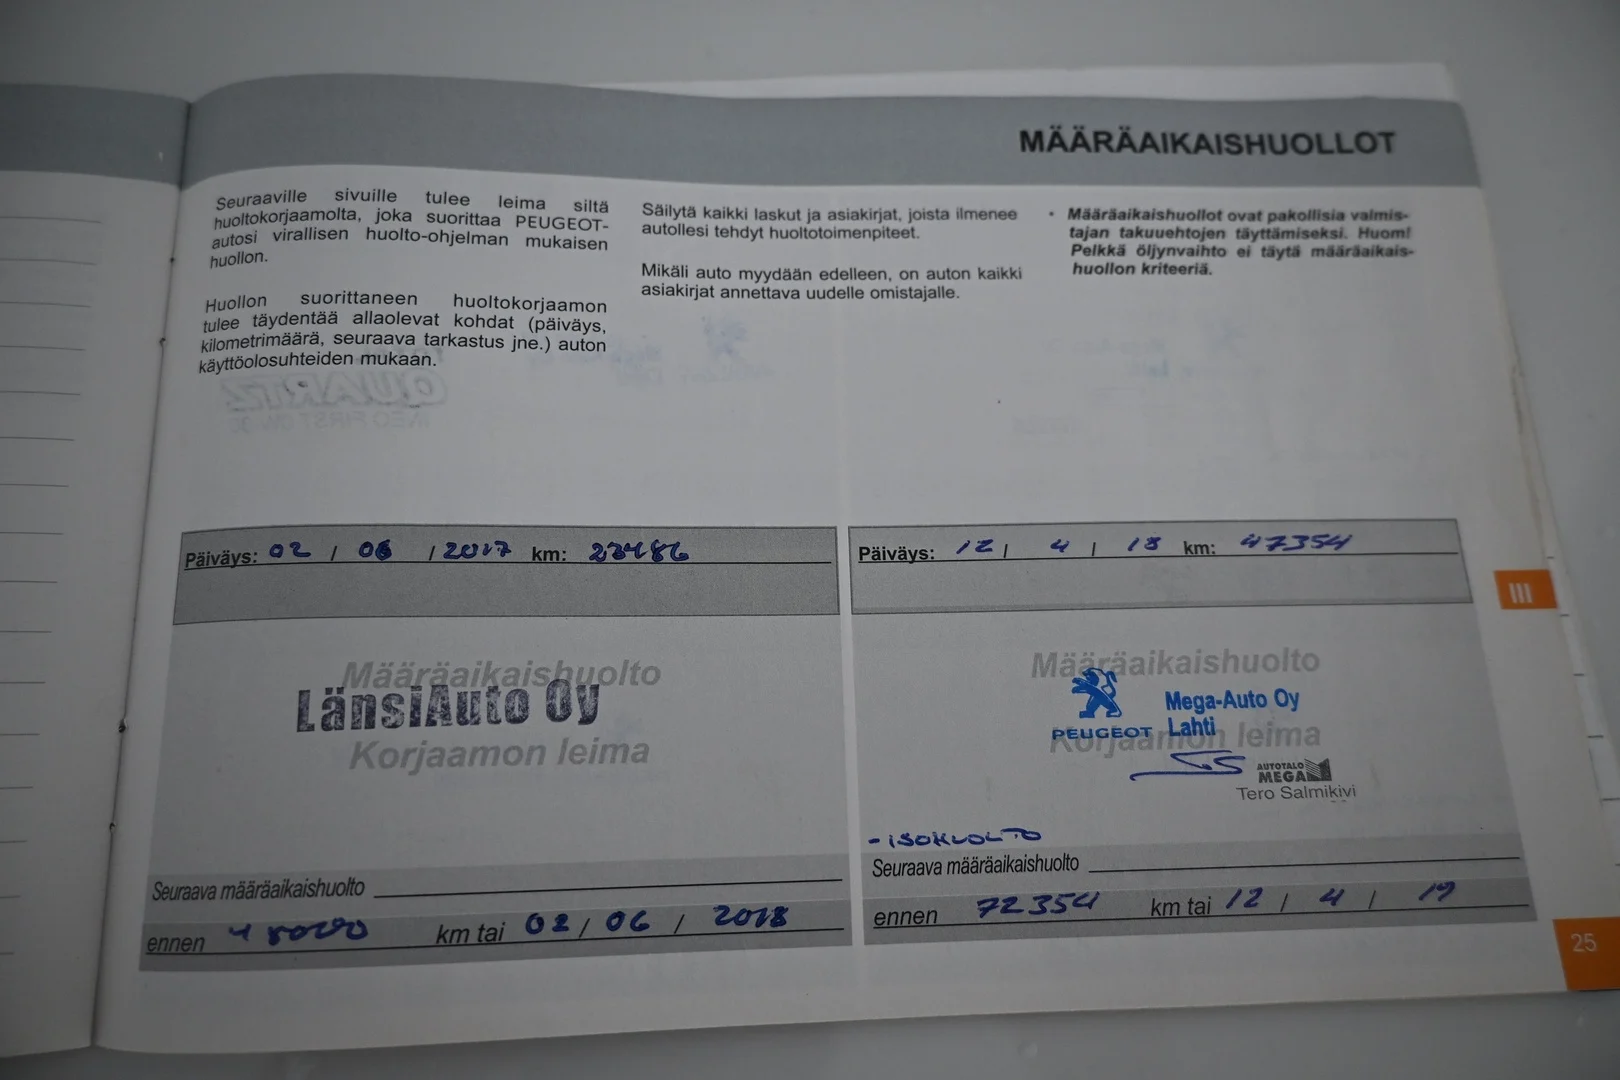 MÄÄRÄAIKAISHUOLLOT
Seuraaville sivuille tulee leima siltä
huoltokorjaamolta, joka suorittaa PEUGEOT-
autosi virallisen huolto-ohjelman mukaisen
huollon.
Huollon suorittaneen huoltokorjaamon
tulee täydentää allaolevat kohdat (päiväys,
kilometrimäärä, seuraava tarkastus jne.) auton
käyttöolosuhteiden mukaan.
Säilytä kaikki laskut ja asiakirjat, joista ilmenee
autollesi tehdyt huoltotoimenpiteet.
Mikäli auto myydään edelleen, on auton kaikki
asiakirjat annettava uudelle omistajalle.
• Määräaikaishuollot ovat pakollisia valmis-
tajan takuuehtojen täyttämiseksi. Huom!
Pelkkä öljynvaihto ei täytä määräaikais-
huollon kriteeriä.
QUARTZ
INEO FIRST 0W-30
Päiväys: 02 / 06 / 2017 km: 23486
Määräaikaishuolto
LänsiAuto Oy
Korjaamon leima
Seuraava määräaikaishuolto
ennen km tai 02 / 06 / 2018
Päiväys: 12 / 4 / 18 km: 47354
Määräaikaishuolto
Mega-Auto Oy
PEUGEOT Lahti
Korjaamon leima
AUTOTALO
MEGA
Tero Salmikivi
- ISOHUOLTO
Seuraava määräaikaishuolto
ennen 72354 km tai 12 / 4 / 19
III
25